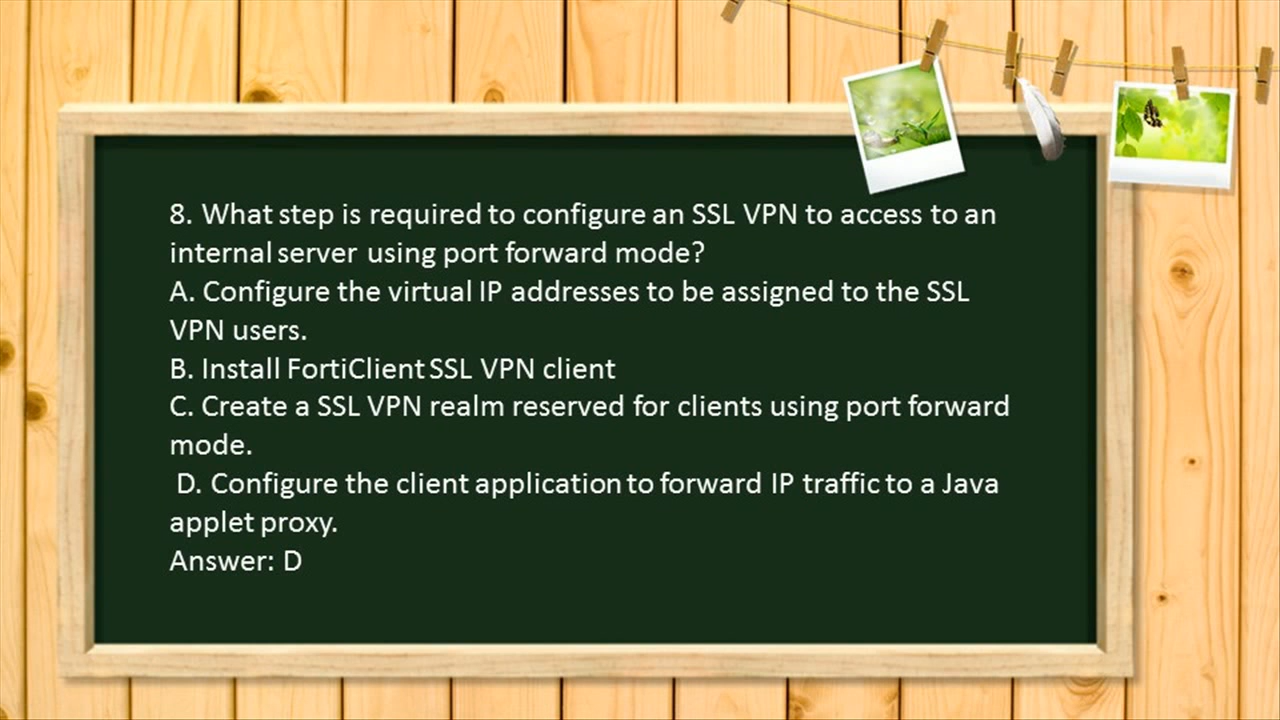 8. What step is required to configure an SSL VPN to access to an
internal server using port forward mode?
A. Configure the virtual IP addresses to be assigned to the SSL
VPN users.
B. Install FortiClient SSL VPN client
C. Create a SSL VPN realm reserved for clients using port forward
mode.
D. Configure the client application to forward IP traffic to a Java
applet proxy.
Answer: D